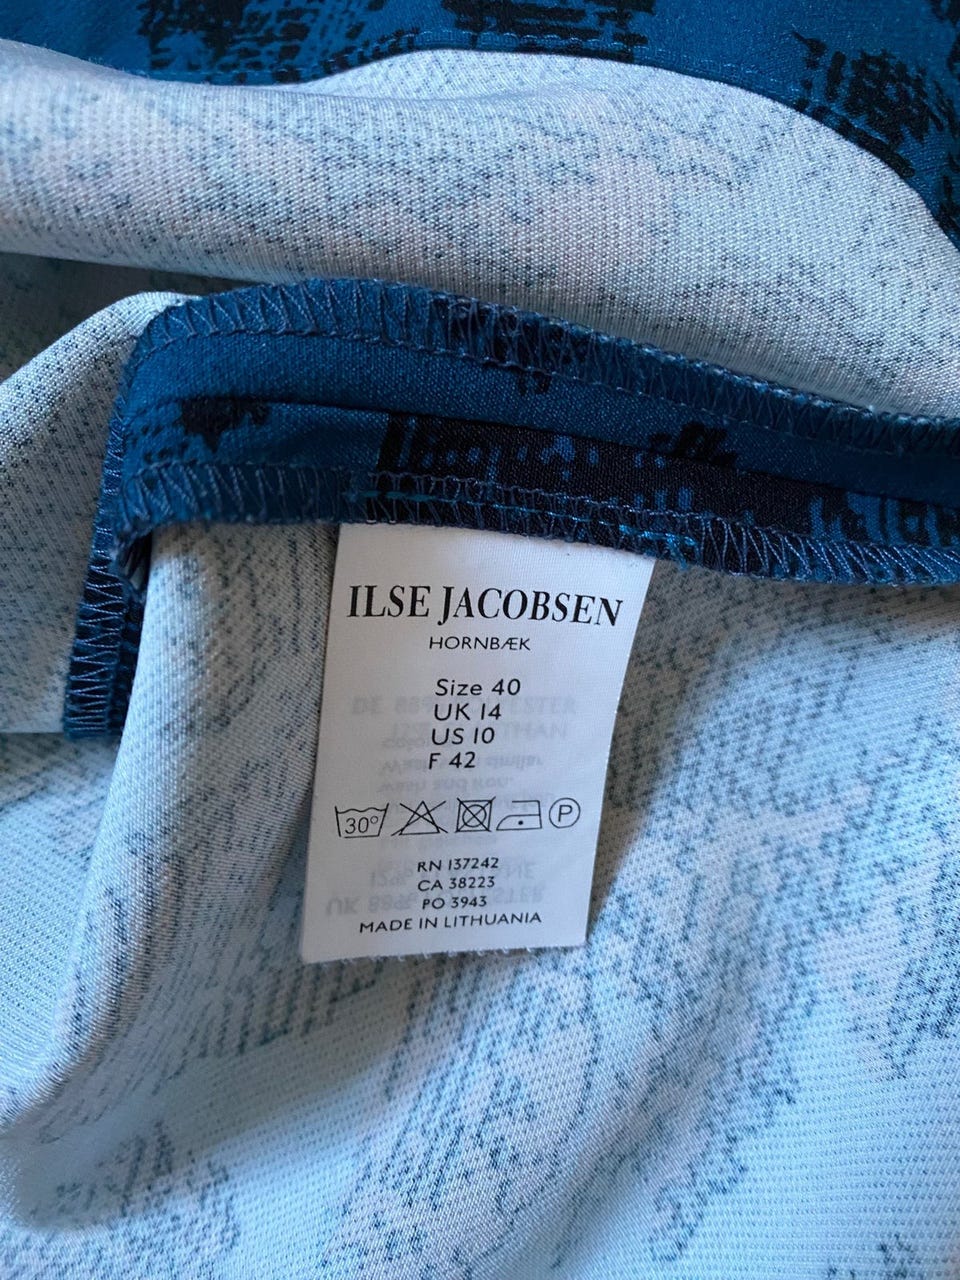 ILSE JACOBSEN
HORNBÆK
Size 40
UK 14
US 10
F 42
30°
P
RN 137242
CA 38223
PO 3943
MADE IN LITHUANIA